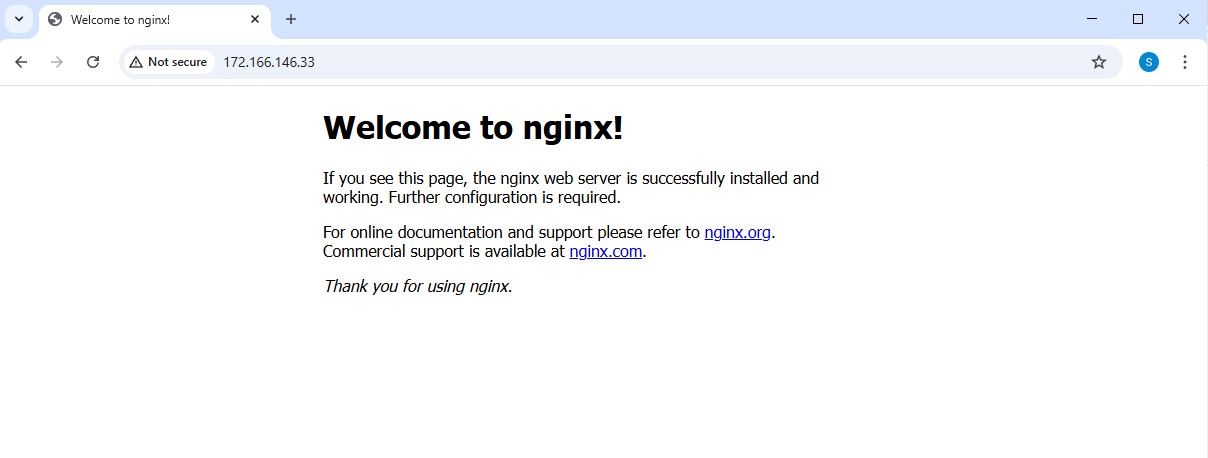 Welcome to nginx!
Not secure
172.166.146.33
S
Welcome to nginx!
If you see this page, the nginx web server is successfully installed and
working. Further configuration is required.
For online documentation and support please refer to nginx.org.
Commercial support is available at nginx.com.
Thank you for using nginx.